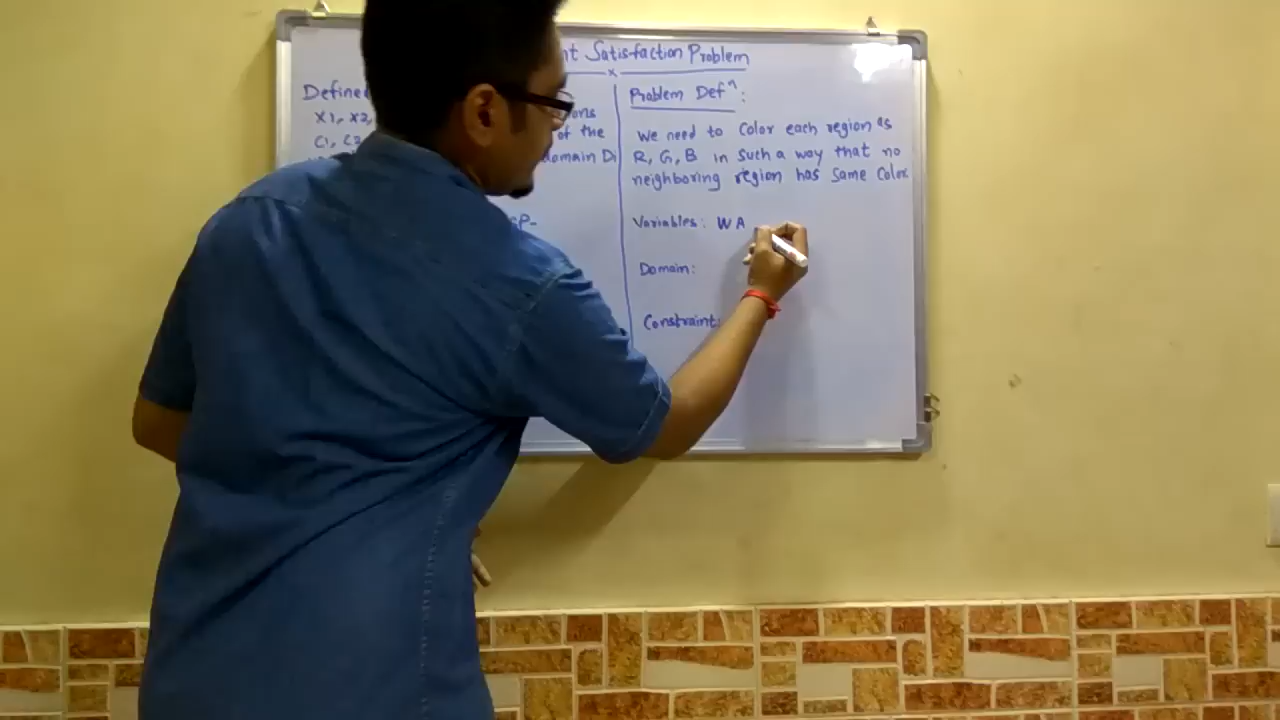 nt Satisfaction Problem
x
Define
X1, X2, ons
C1, C2 of the
domain Di
SP-
Problem Defⁿ:
We need to Color each region as
R, G, B in such a way that no
neighboring region has same Color
Variables: WA
Domain:
Constraint: